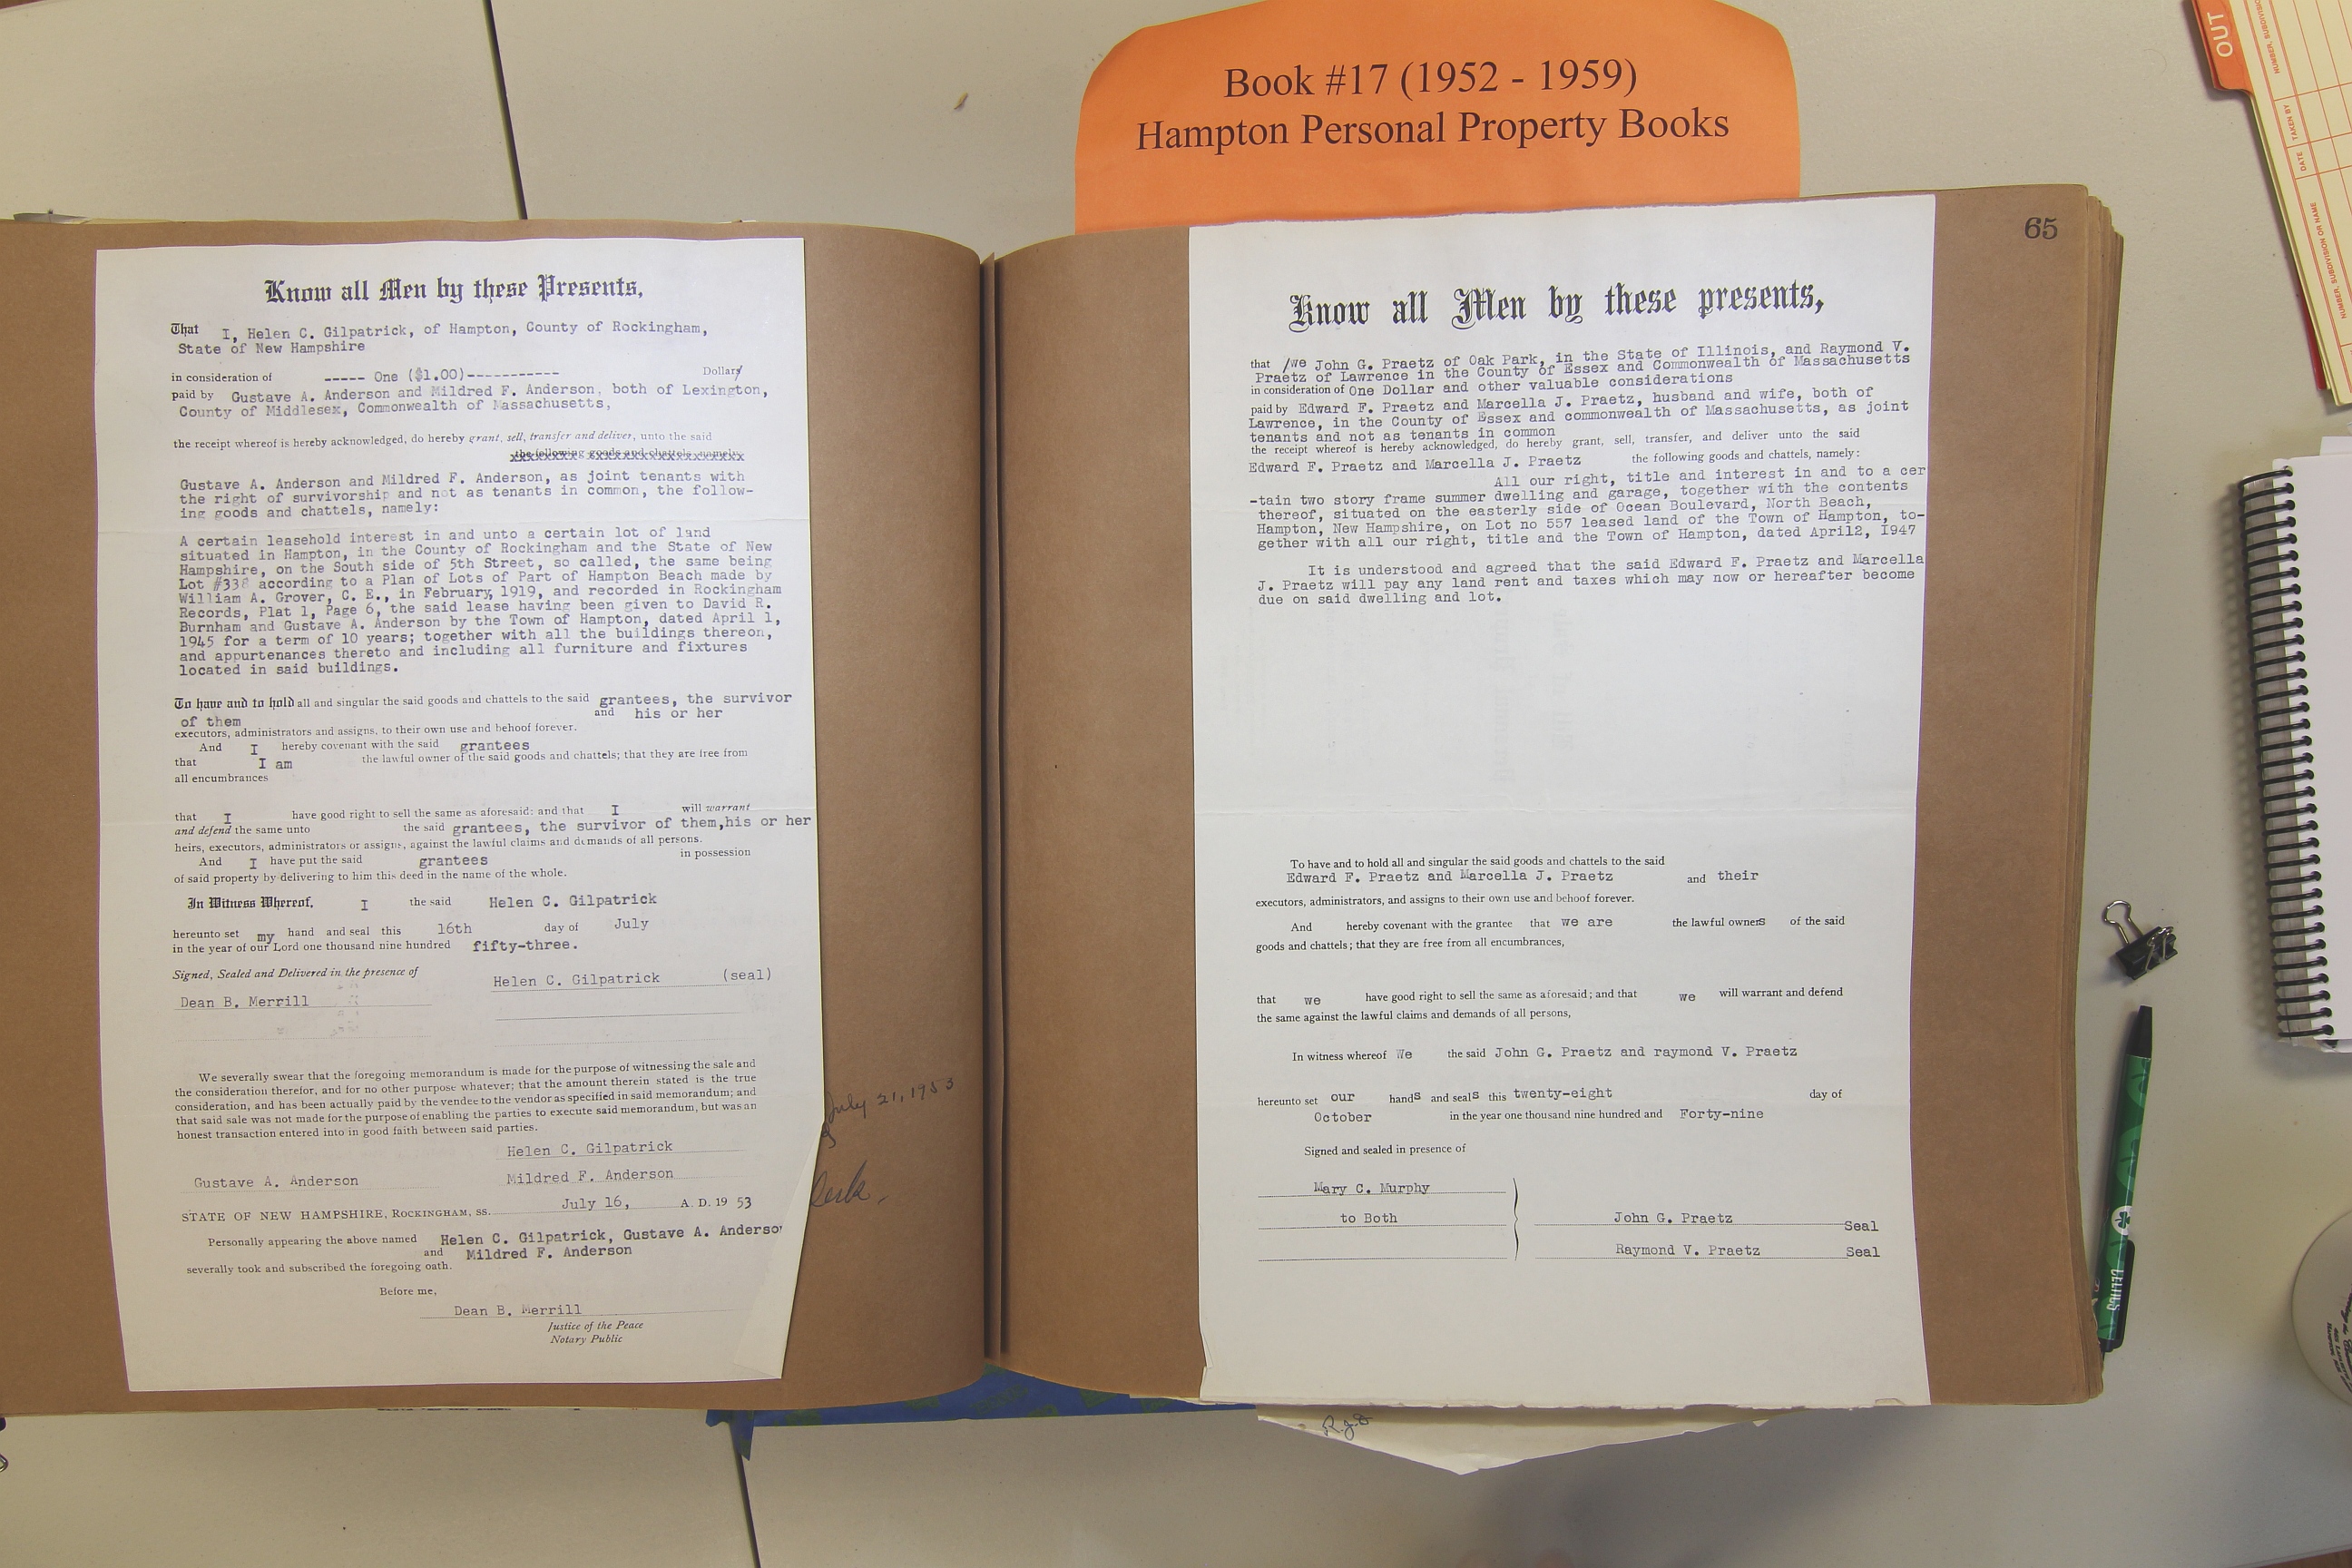 Book #17 (1952 - 1959)
Hampton Personal Property Books
OUT
NUMBER, SUBDIVISION OR NAME
TAKEN BY
DATE
Know all Men by these Presents,
That I, Helen C. Gilpatrick, of Hampton, County of Rockingham,
State of New Hampshire
in consideration of ----- One ($1.00)----------- Dollars
paid by Gustave A. Anderson and Mildred F. Anderson, both of Lexington,
County of Middlesex, Commonwealth of Massachusetts,
the receipt whereof is hereby acknowledged, do hereby grant, sell, transfer and deliver, unto the said
the following goods and chattels, namely:
Gustave A. Anderson and Mildred F. Anderson, as joint tenants with
the right of survivorship and not as tenants in common, the follow-
ing goods and chattels, namely:
A certain leasehold interest in and unto a certain lot of land
situated in Hampton, in the County of Rockingham and the State of New
Hampshire, on the South side of 5th Street, so called, the same being
Lot #338 according to a Plan of Lots of Part of Hampton Beach made by
William A. Grover, C. E., in February, 1919, and recorded in Rockingham
Records, Plat 1, Page 6, the said lease having been given to David R.
Burnham and Gustave A. Anderson by the Town of Hampton, dated April 1,
1945 for a term of 10 years; together with all the buildings thereon,
and appurtenances thereto and including all furniture and fixtures
located in said buildings.
To have and to hold all and singular the said goods and chattels to the said grantees, the survivor
of them and his or her
executors, administrators and assigns, to their own use and behoof forever.
And I hereby covenant with the said grantees
that I am the lawful owner of the said goods and chattels; that they are free from
all encumbrances
that I have good right to sell the same as aforesaid: and that I will warrant
and defend the same unto the said grantees, the survivor of them,his or her
heirs, executors, administrators or assigns, against the lawful claims and demands of all persons.
And I have put the said grantees in possession
of said property by delivering to him this deed in the name of the whole.
In Witness Whereof, I the said Helen C. Gilpatrick
hereunto set my hand and seal this 16th day of July
in the year of our Lord one thousand nine hundred fifty-three.
Signed, Sealed and Delivered in the presence of
Helen C. Gilpatrick (seal)
Dean B. Merrill
We severally swear that the foregoing memorandum is made for the purpose of witnessing the sale and
the consideration therefor, and for no other purpose whatever; that the amount therein stated is the true
consideration, and has been actually paid by the vendee to the vendor as specified in said memorandum; and
that said sale was not made for the purpose of enabling the parties to execute said memorandum, but was an
honest transaction entered into in good faith between said parties.
Helen C. Gilpatrick
Gustave A. Anderson Mildred F. Anderson
STATE OF NEW HAMPSHIRE, ROCKINGHAM, SS. July 16, A. D. 19 53
Personally appearing the above named Helen C. Gilpatrick, Gustave A. Anderson
and Mildred F. Anderson
severally took and subscribed the foregoing oath.
Before me,
Dean B. Merrill
Justice of the Peace
Notary Public
July 21, 1953
Clerk.
65
Know all Men by these presents,
that /we John G. Praetz of Oak Park, in the State of Illinois, and Raymond V.
Praetz of Lawrence in the County of Essex and Commonwealth of Massachusetts
in consideration of One Dollar and other valuable considerations
paid by Edward F. Praetz and Marcella J. Praetz, husband and wife, both of
Lawrence, in the County of Essex and commonwealth of Massachusetts, as joint
tenants and not as tenants in common
the receipt whereof is hereby acknowledged, do hereby grant, sell, transfer, and deliver unto the said
Edward F. Praetz and Marcella J. Praetz the following goods and chattels, namely:
All our right, title and interest in and to a cer
-tain two story frame summer dwelling and garage, together with the contents
thereof, situated on the easterly side of Ocean Boulevard, North Beach,
Hampton, New Hampshire, on Lot no 557 leased land of the Town of Hampton, to-
gether with all our right, title and the Town of Hampton, dated April2, 1947
It is understood and agreed that the said Edward F. Praetz and Marcella
J. Praetz will pay any land rent and taxes which may now or hereafter become
due on said dwelling and lot.
To have and to hold all and singular the said goods and chattels to the said
Edward F. Praetz and Marcella J. Praetz and their
executors, administrators, and assigns to their own use and behoof forever.
And hereby covenant with the grantee that we are the lawful owners of the said
goods and chattels; that they are free from all encumbrances,
that we have good right to sell the same as aforesaid; and that we will warrant and defend
the same against the lawful claims and demands of all persons,
In witness whereof We the said John G. Praetz and raymond V. Praetz
hereunto set our hands and seals this twenty-eight day of
October in the year one thousand nine hundred and Forty-nine
Signed and sealed in presence of
Mary C. Murphy
to Both John G. Praetz Seal
Raymond V. Praetz Seal